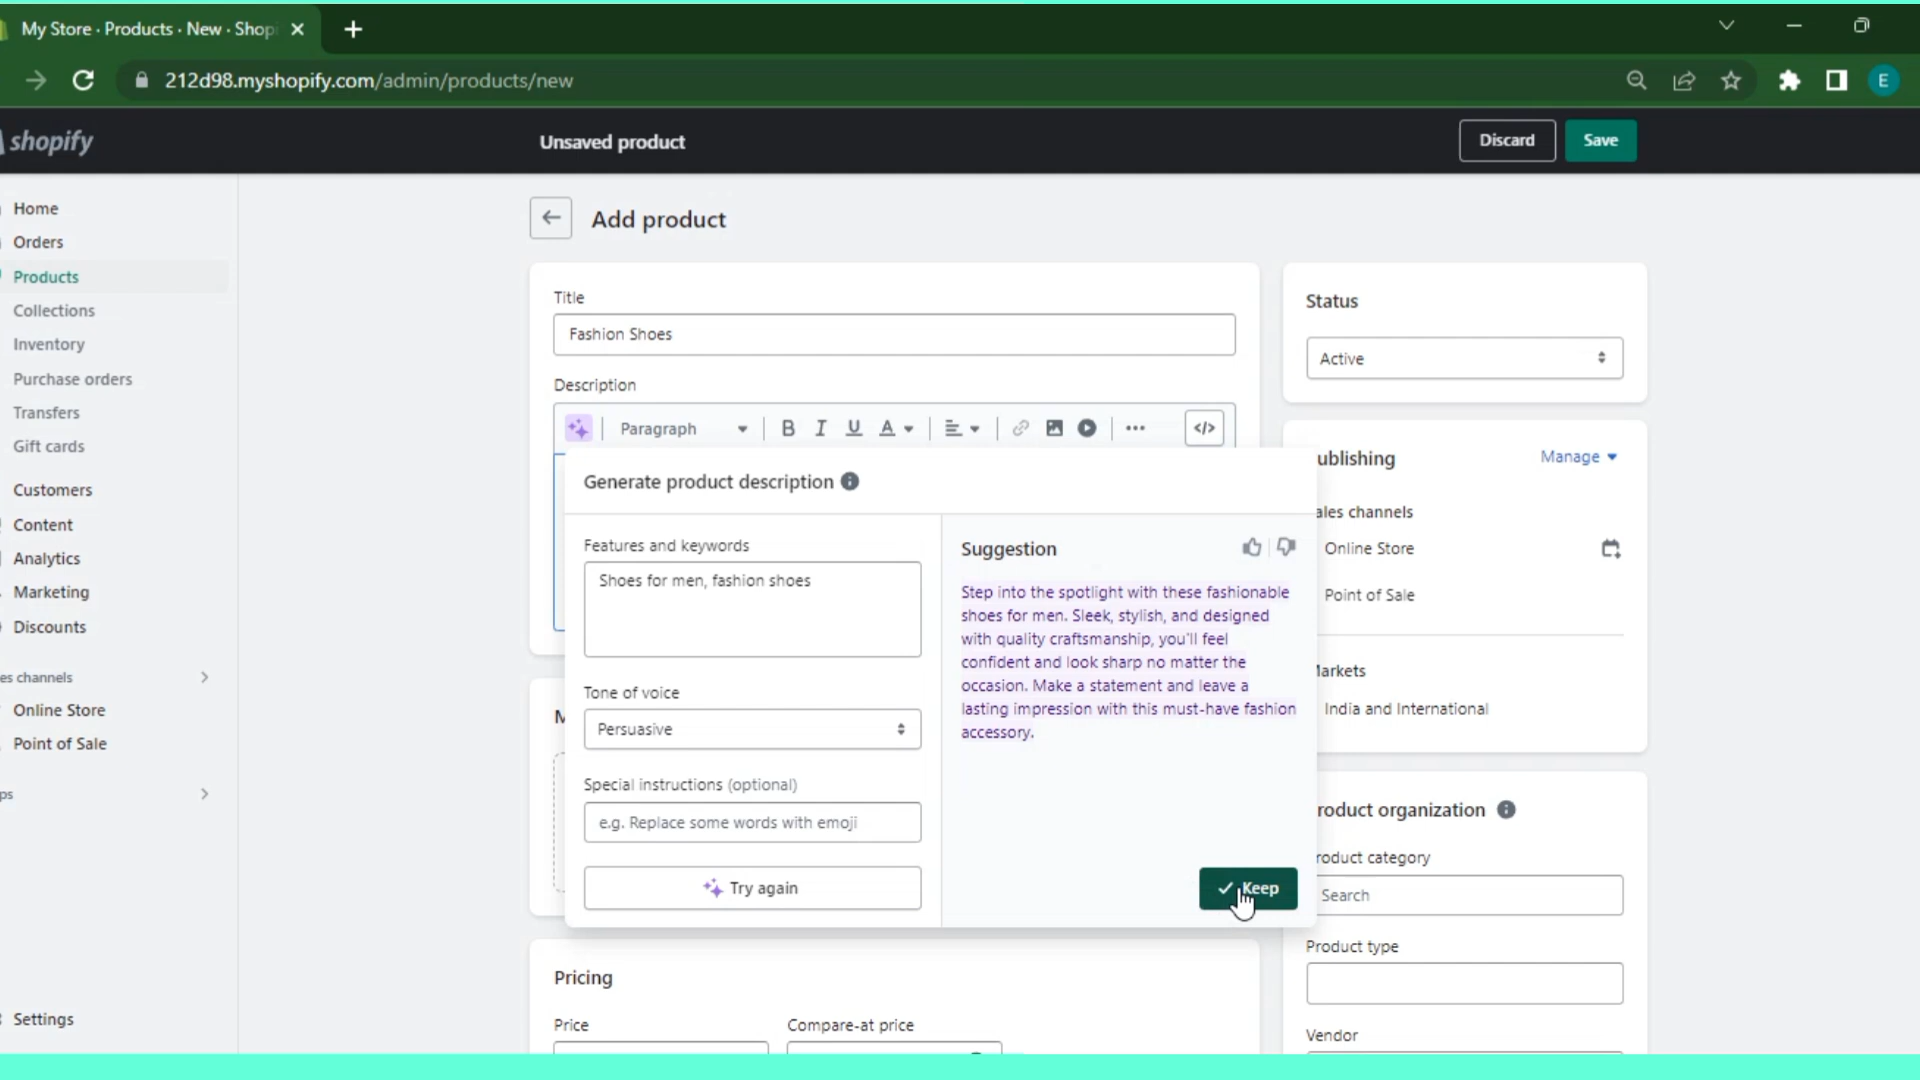 My Store · Products · New · Shopi
212d98.myshopify.com/admin/products/new
E
shopify
Unsaved product
Discard
Save
Home
Orders
Products
Collections
Inventory
Purchase orders
Transfers
Gift cards
Customers
Content
Analytics
Marketing
Discounts
es channels
Online Store
Point of Sale
ps
Settings
Add product
Title
Fashion Shoes
Description
Paragraph
B I U A
</>
Generate product description
Features and keywords
Shoes for men, fashion shoes
Tone of voice
Persuasive
Special instructions (optional)
e.g. Replace some words with emoji
Try again
Suggestion
Step into the spotlight with these fashionable
shoes for men. Sleek, stylish, and designed
with quality craftsmanship, you'll feel
confident and look sharp no matter the
occasion. Make a statement and leave a
lasting impression with this must-have fashion
accessory.
Keep
M
Pricing
Price
Compare-at price
Status
Active
ublishing
Manage
ales channels
Online Store
Point of Sale
Markets
India and International
roduct organization
roduct category
Search
Product type
Vendor